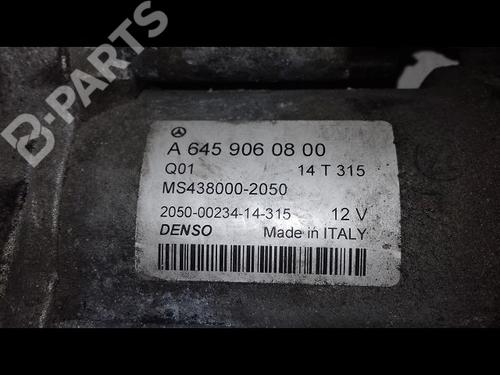 B-PARTS
A 645 906 08 00
Q01 14 T 315
MS438000-2050
2050-00234-14-315 12 V
DENSO Made in ITALY